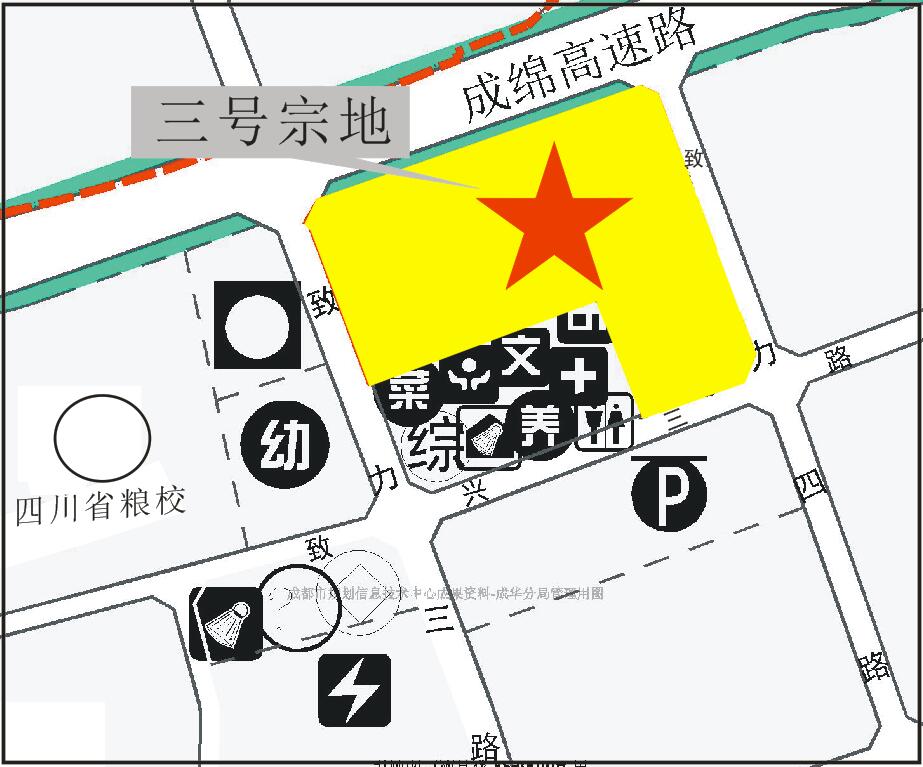 成绵高速路
三号宗地
致
致
力
路
文
菜
养
综
幼
力
兴
三
P
四
四川省粮校
致
成都市规划信息技术中心成果资料-成华分局管理用图
三
路
路